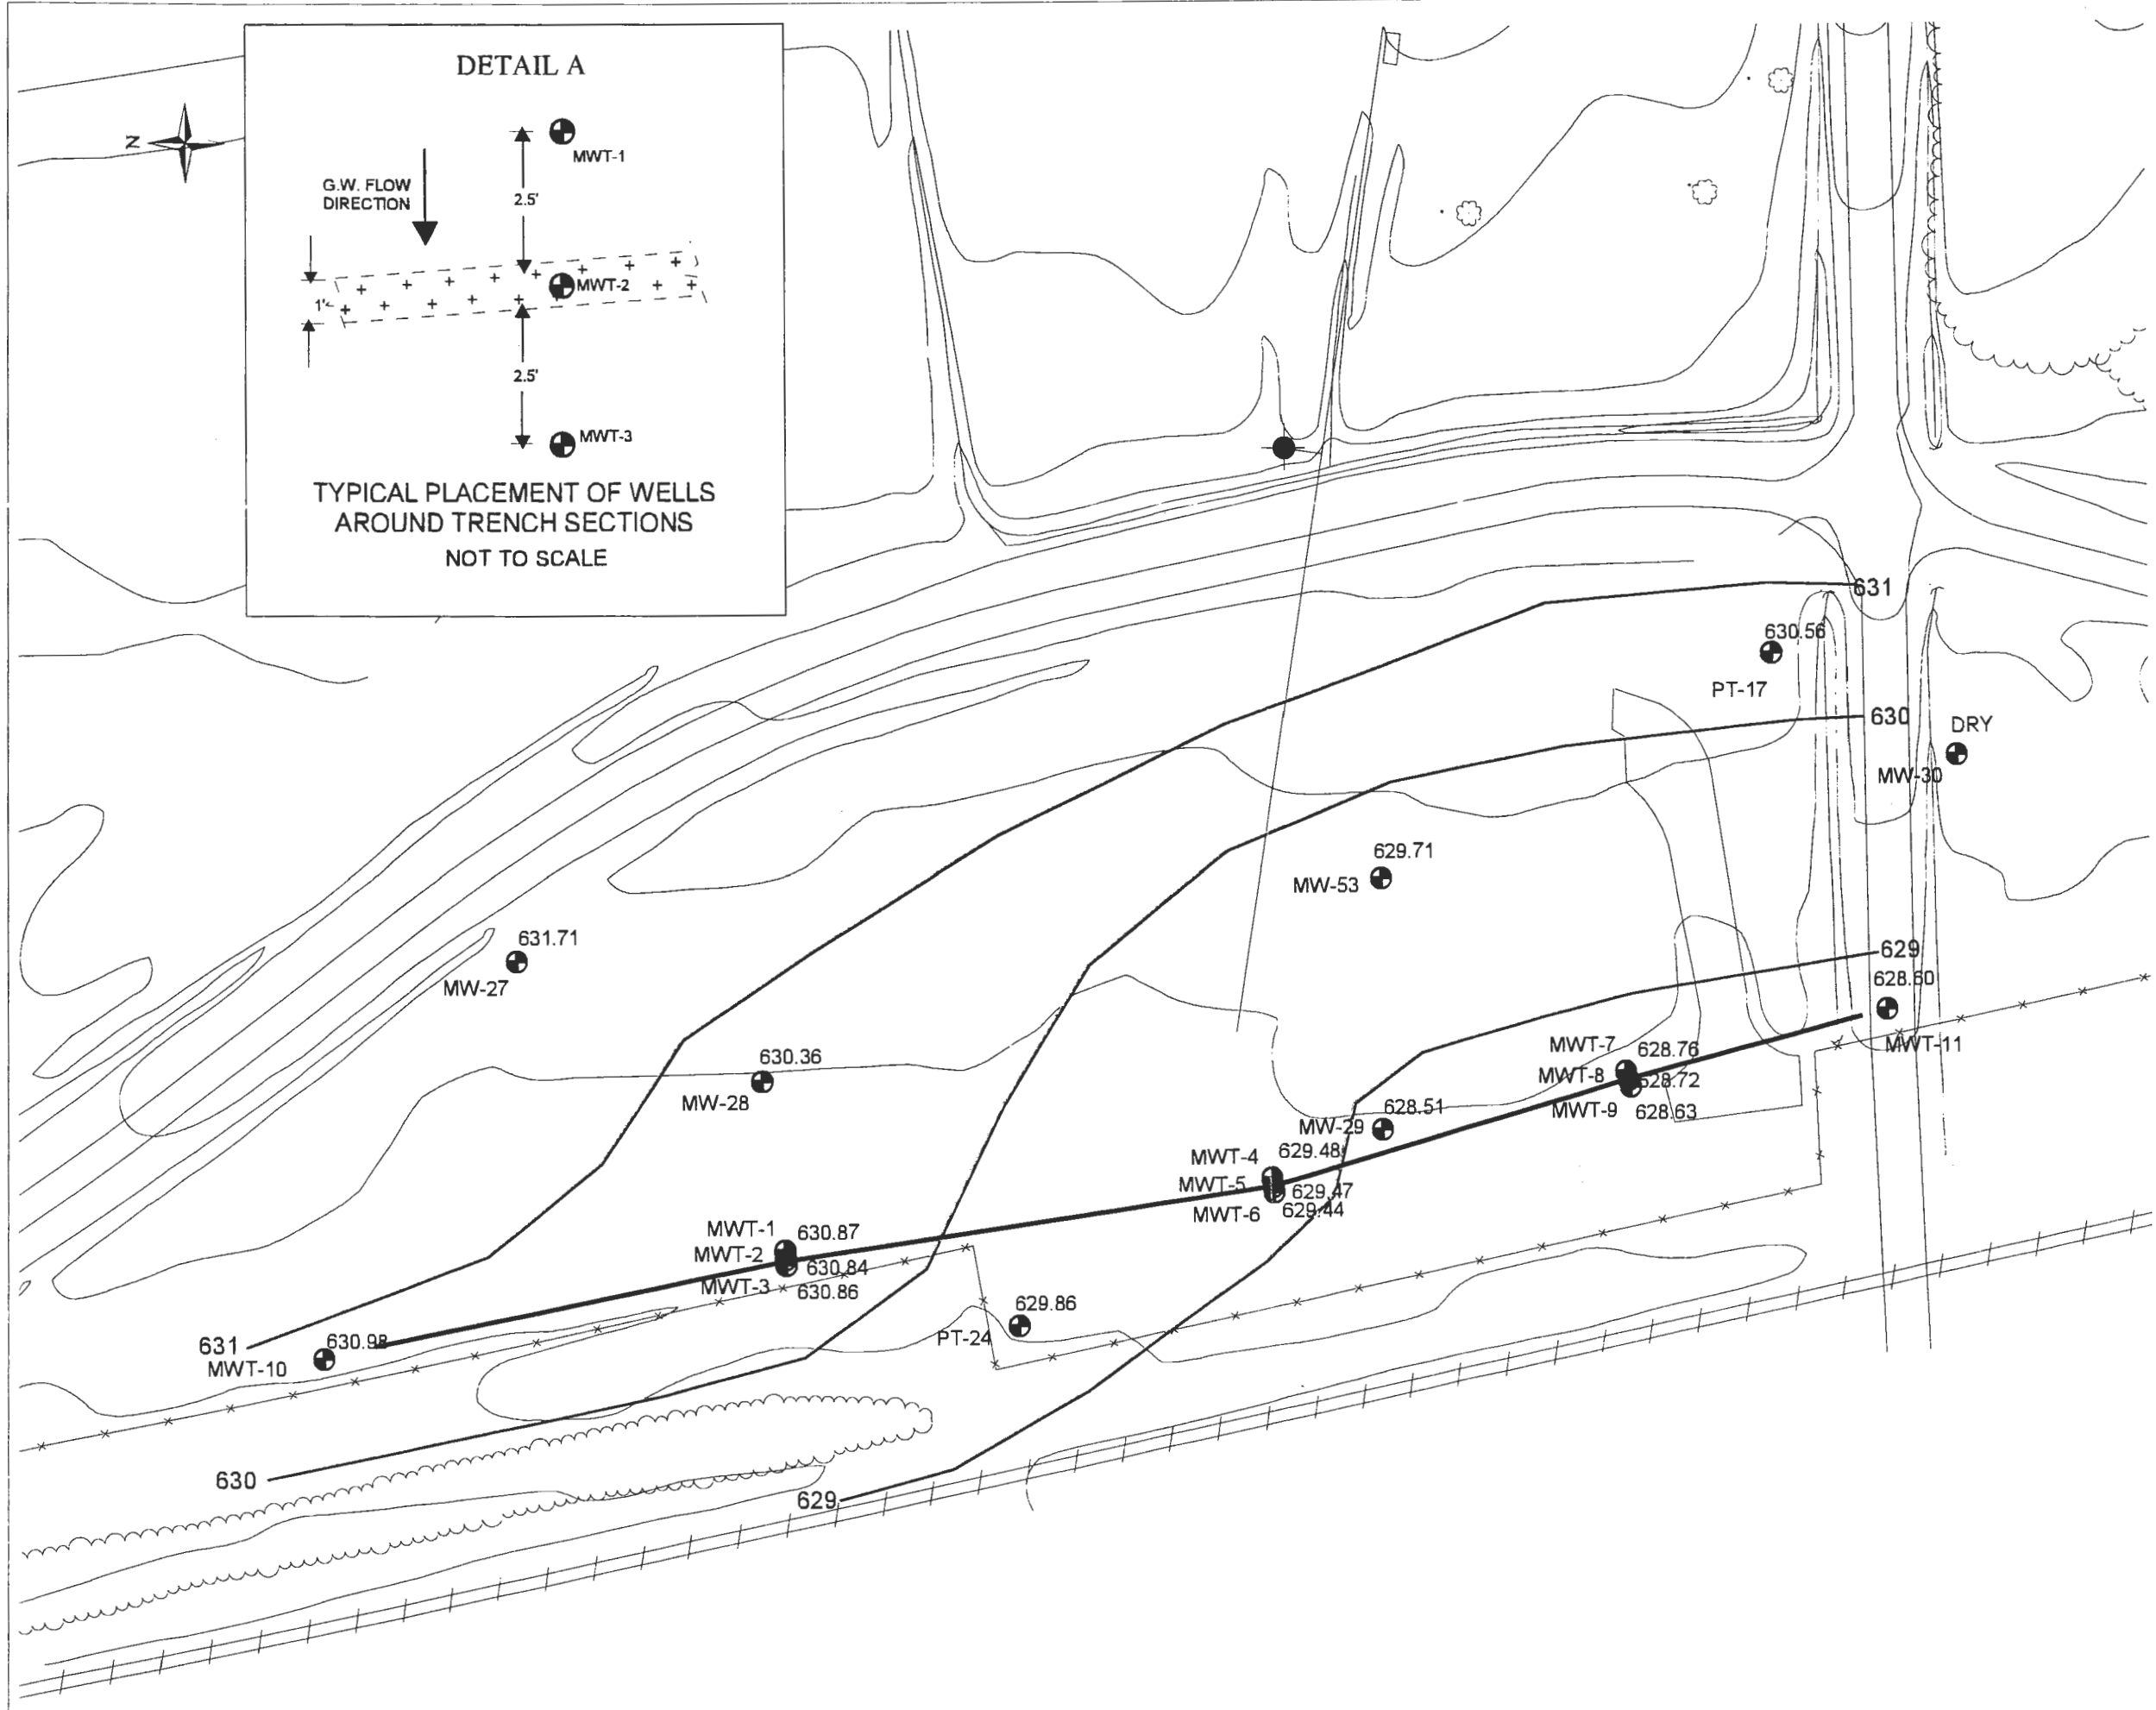 DETAIL A
N
MWT-1
G.W. FLOW
DIRECTION
2.5'
MWT-2
1'
2.5'
MWT-3
TYPICAL PLACEMENT OF WELLS
AROUND TRENCH SECTIONS
NOT TO SCALE
631
630.56
PT-17
630
DRY
MW-30
629.71
MW-53
631.71
MW-27
629
628.60
MWT-11
630.36
MW-28
MWT-7
628.76
MWT-8
628.72
MWT-9
628.63
628.51
MW-29
MWT-4
629.48
MWT-5
629.47
MWT-6
629.44
MWT-1
630.87
MWT-2
630.84
MWT-3
630.86
629.86
PT-24
631
630.98
MWT-10
630
629